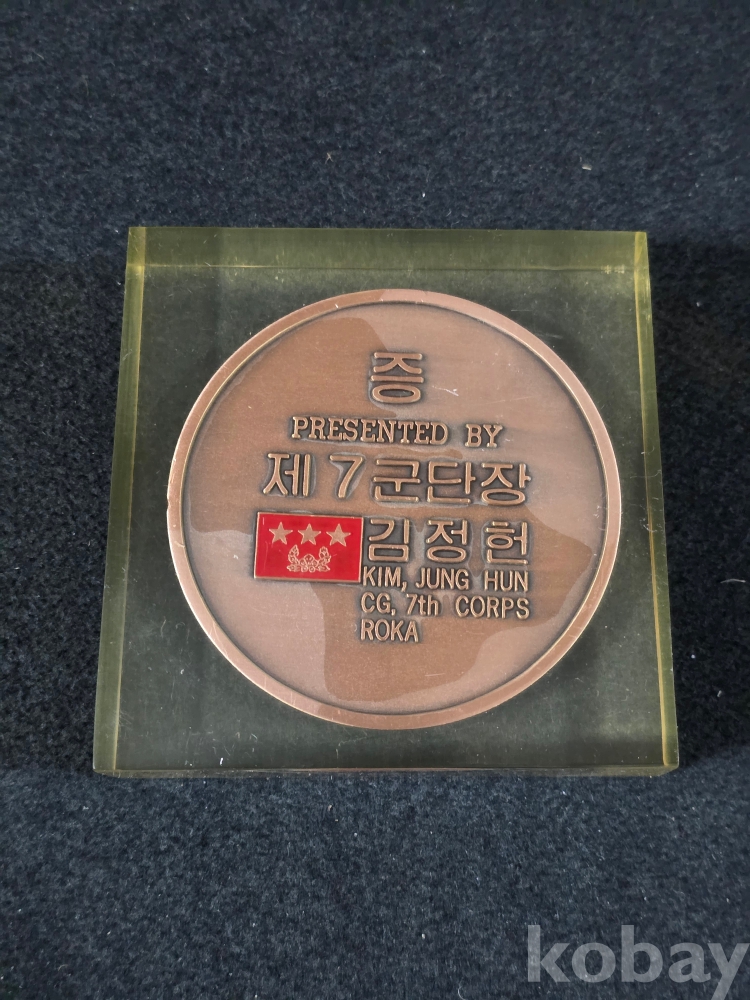 증
PRESENTED BY
제7군단장
김정헌
KIM, JUNG HUN
CG, 7th CORPS
ROKA
kobay